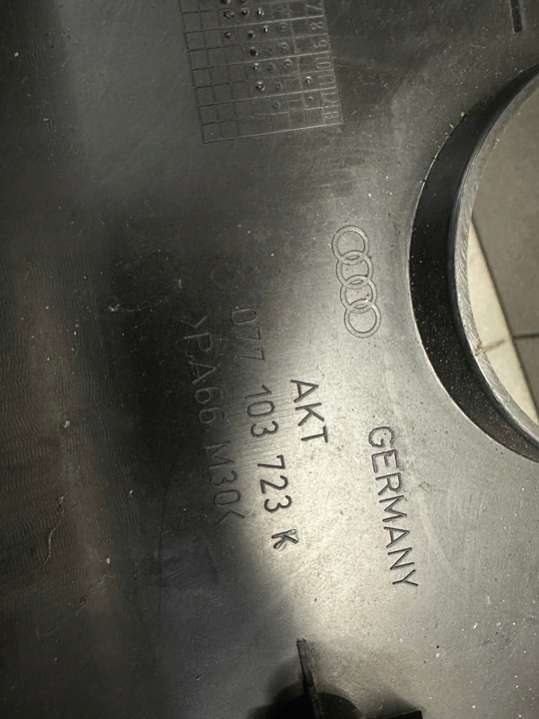 GERMANY
AKT
077 103 723 K
>PA66 M30<